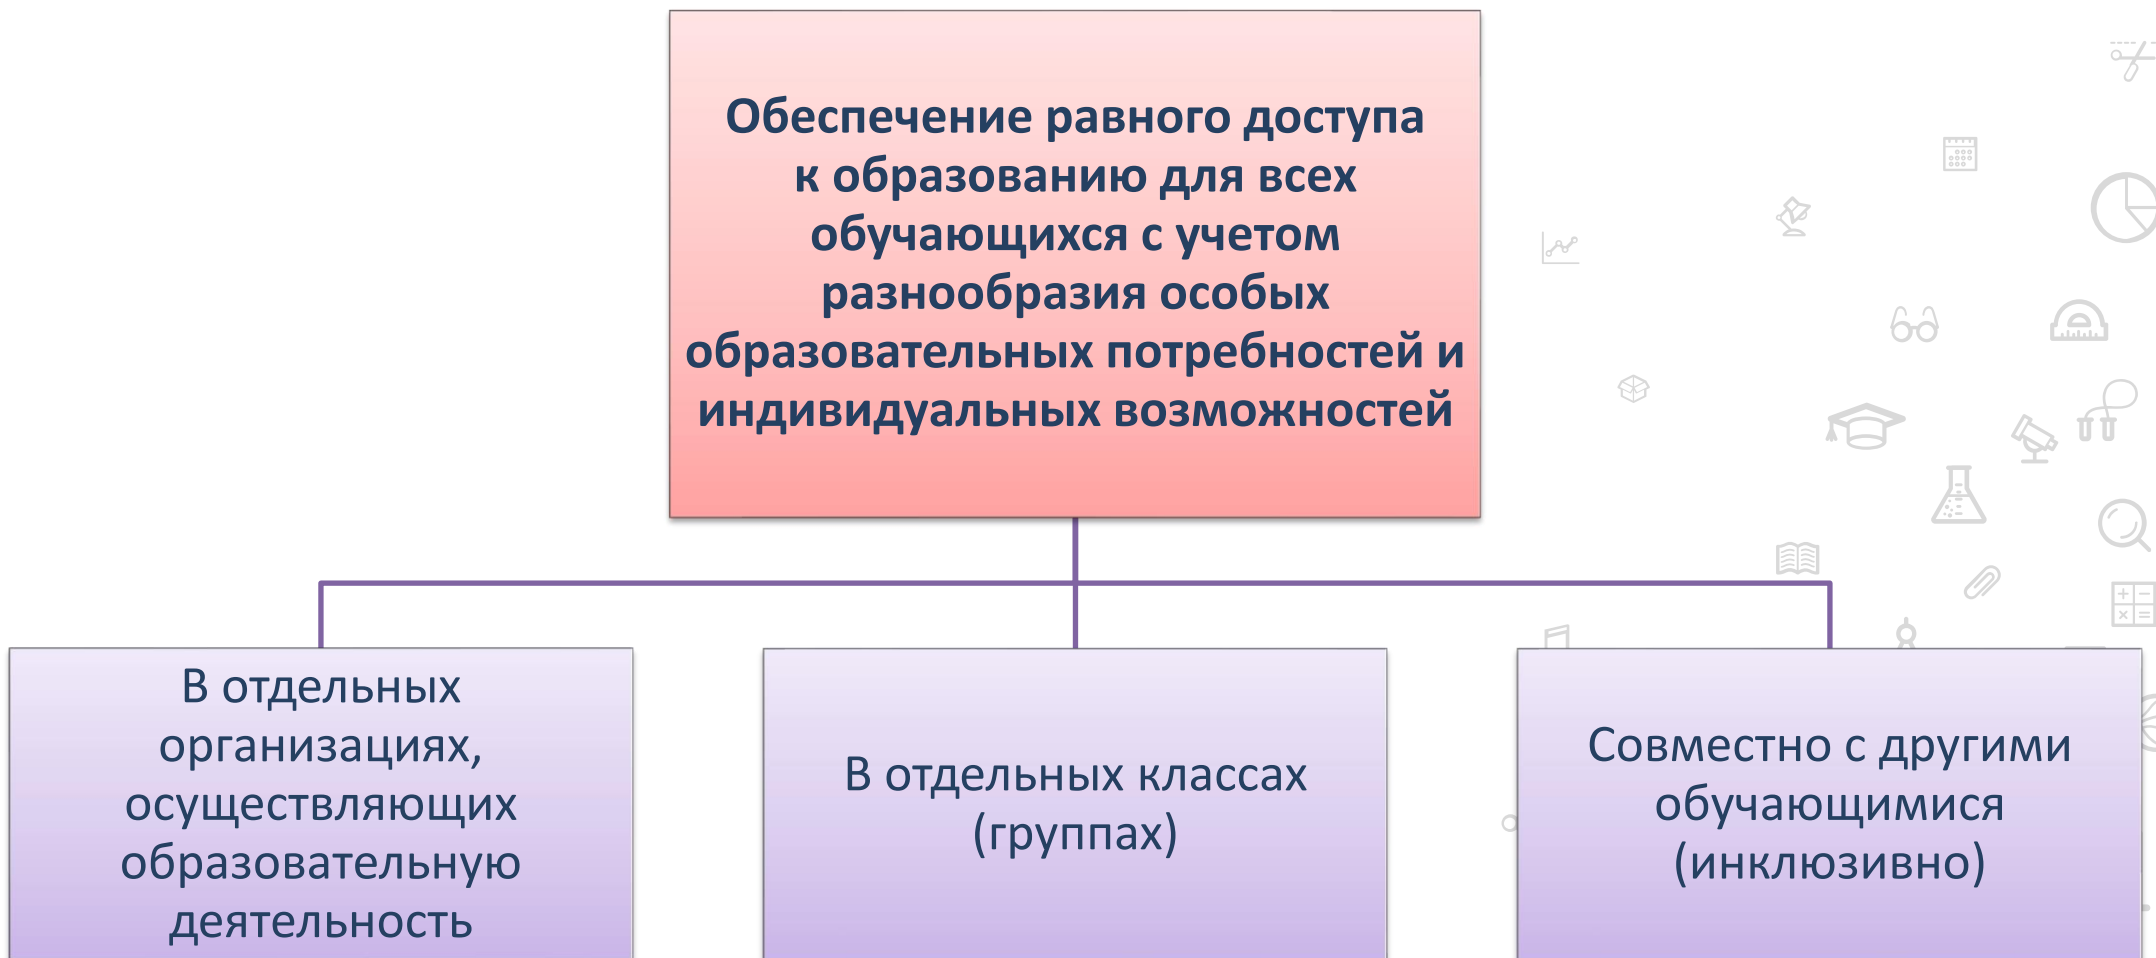 Обеспечение равного доступа
к образованию для всех
обучающихся с учетом
разнообразия особых
образовательных потребностей и
индивидуальных возможностей
В отдельных
организациях,
осуществляющих
образовательную
деятельность
В отдельных классах
(группах)
Совместно с другими
обучающимися
(инклюзивно)